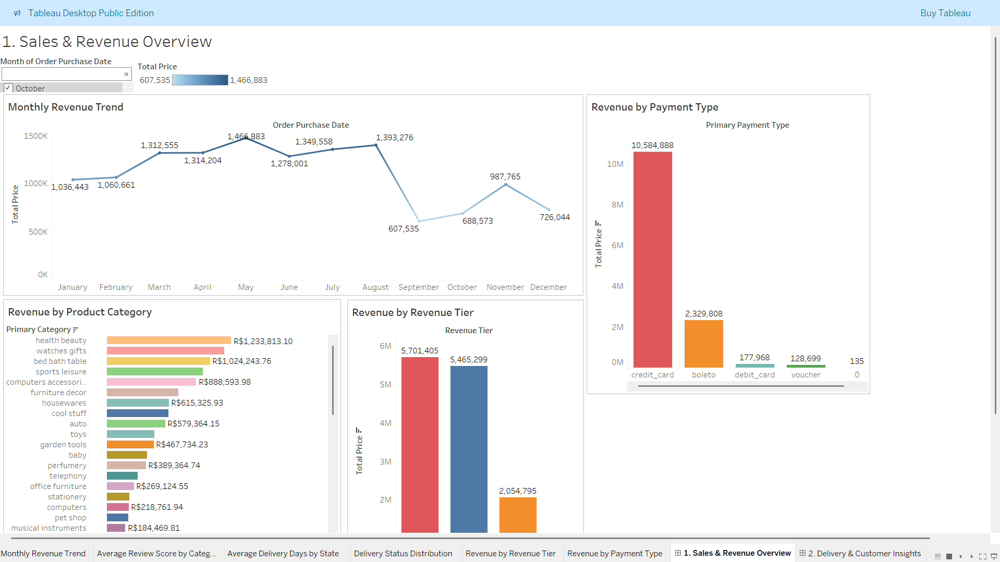 Tableau Desktop Public Edition
Buy Tableau
1. Sales & Revenue Overview
Month of Order Purchase Date
October
Total Price
607,535
1,466,883
Monthly Revenue Trend
Order Purchase Date
Total Price
1500K
1000K
500K
0K
1,036,443
1,060,661
1,312,555
1,314,204
1,466,883
1,278,001
1,349,558
1,393,276
607,535
688,573
987,765
726,044
January
February
March
April
May
June
July
August
September
October
November
December
Revenue by Payment Type
Primary Payment Type
Total Price
10M
8M
6M
4M
2M
0M
10,584,888
2,329,808
177,968
128,699
135
credit_card
boleto
debit_card
voucher
0
Revenue by Product Category
Primary Category
health beauty R$1,233,813.10
watches gifts
bed bath table R$1,024,243.76
sports leisure
computers accessori.. R$888,593.98
furniture decor
housewares R$615,325.93
cool stuff
auto R$579,364.15
toys
garden tools R$467,734.23
baby
perfumery R$389,364.74
telephony
office furniture R$269,124.55
stationery
computers R$218,761.94
pet shop
musical instruments R$184,469.81
Revenue by Revenue Tier
Revenue Tier
Total Price
6M
5M
4M
3M
2M
5,701,405
5,465,299
2,054,795
Monthly Revenue Trend
Average Review Score by Categ...
Average Delivery Days by State
Delivery Status Distribution
Revenue by Revenue Tier
Revenue by Payment Type
1. Sales & Revenue Overview
2. Delivery & Customer Insights